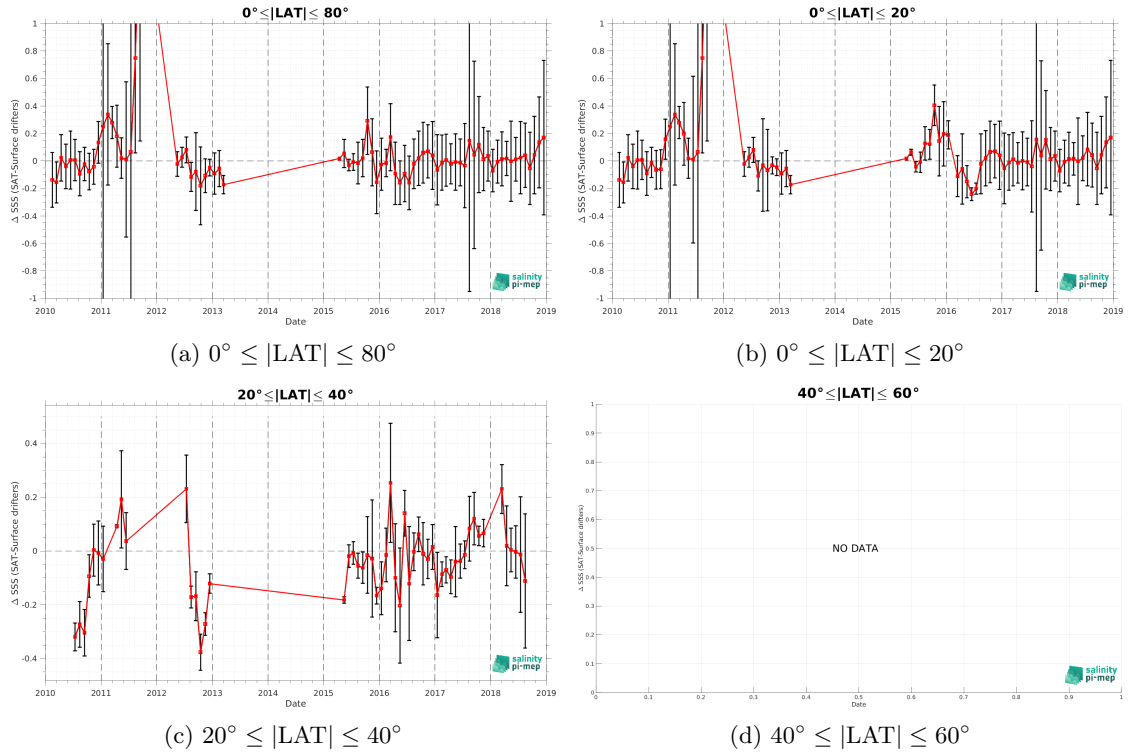 0°≤|LAT|≤ 80°
Δ SSS (SAT-Surface drifters)
1
0.8
0.6
0.4
0.2
0
-0.2
-0.4
-0.6
-0.8
-1
2010 2011 2012 2013 2014 2015 2016 2017 2018 2019
Date
salinity
pi-mep
(a) 0° ≤ |LAT| ≤ 80°
0°≤|LAT|≤ 20°
Δ SSS (SAT-Surface drifters)
1
0.8
0.6
0.4
0.2
0
-0.2
-0.4
-0.6
-0.8
-1
2010 2011 2012 2013 2014 2015 2016 2017 2018 2019
Date
salinity
pi-mep
(b) 0° ≤ |LAT| ≤ 20°
20°≤|LAT|≤ 40°
Δ SSS (SAT-Surface drifters)
0.4
0.2
0
-0.2
-0.4
2010 2011 2012 2013 2014 2015 2016 2017 2018 2019
Date
salinity
pi-mep
(c) 20° ≤ |LAT| ≤ 40°
40°≤|LAT|≤ 60°
Δ SSS (SAT-Surface drifters)
1
0.9
0.8
0.7
0.6
0.5
0.4
0.3
0.2
0.1
0
NO DATA
0 0.1 0.2 0.3 0.4 0.5 0.6 0.7 0.8 0.9 1
Date
salinity
pi-mep
(d) 40° ≤ |LAT| ≤ 60°